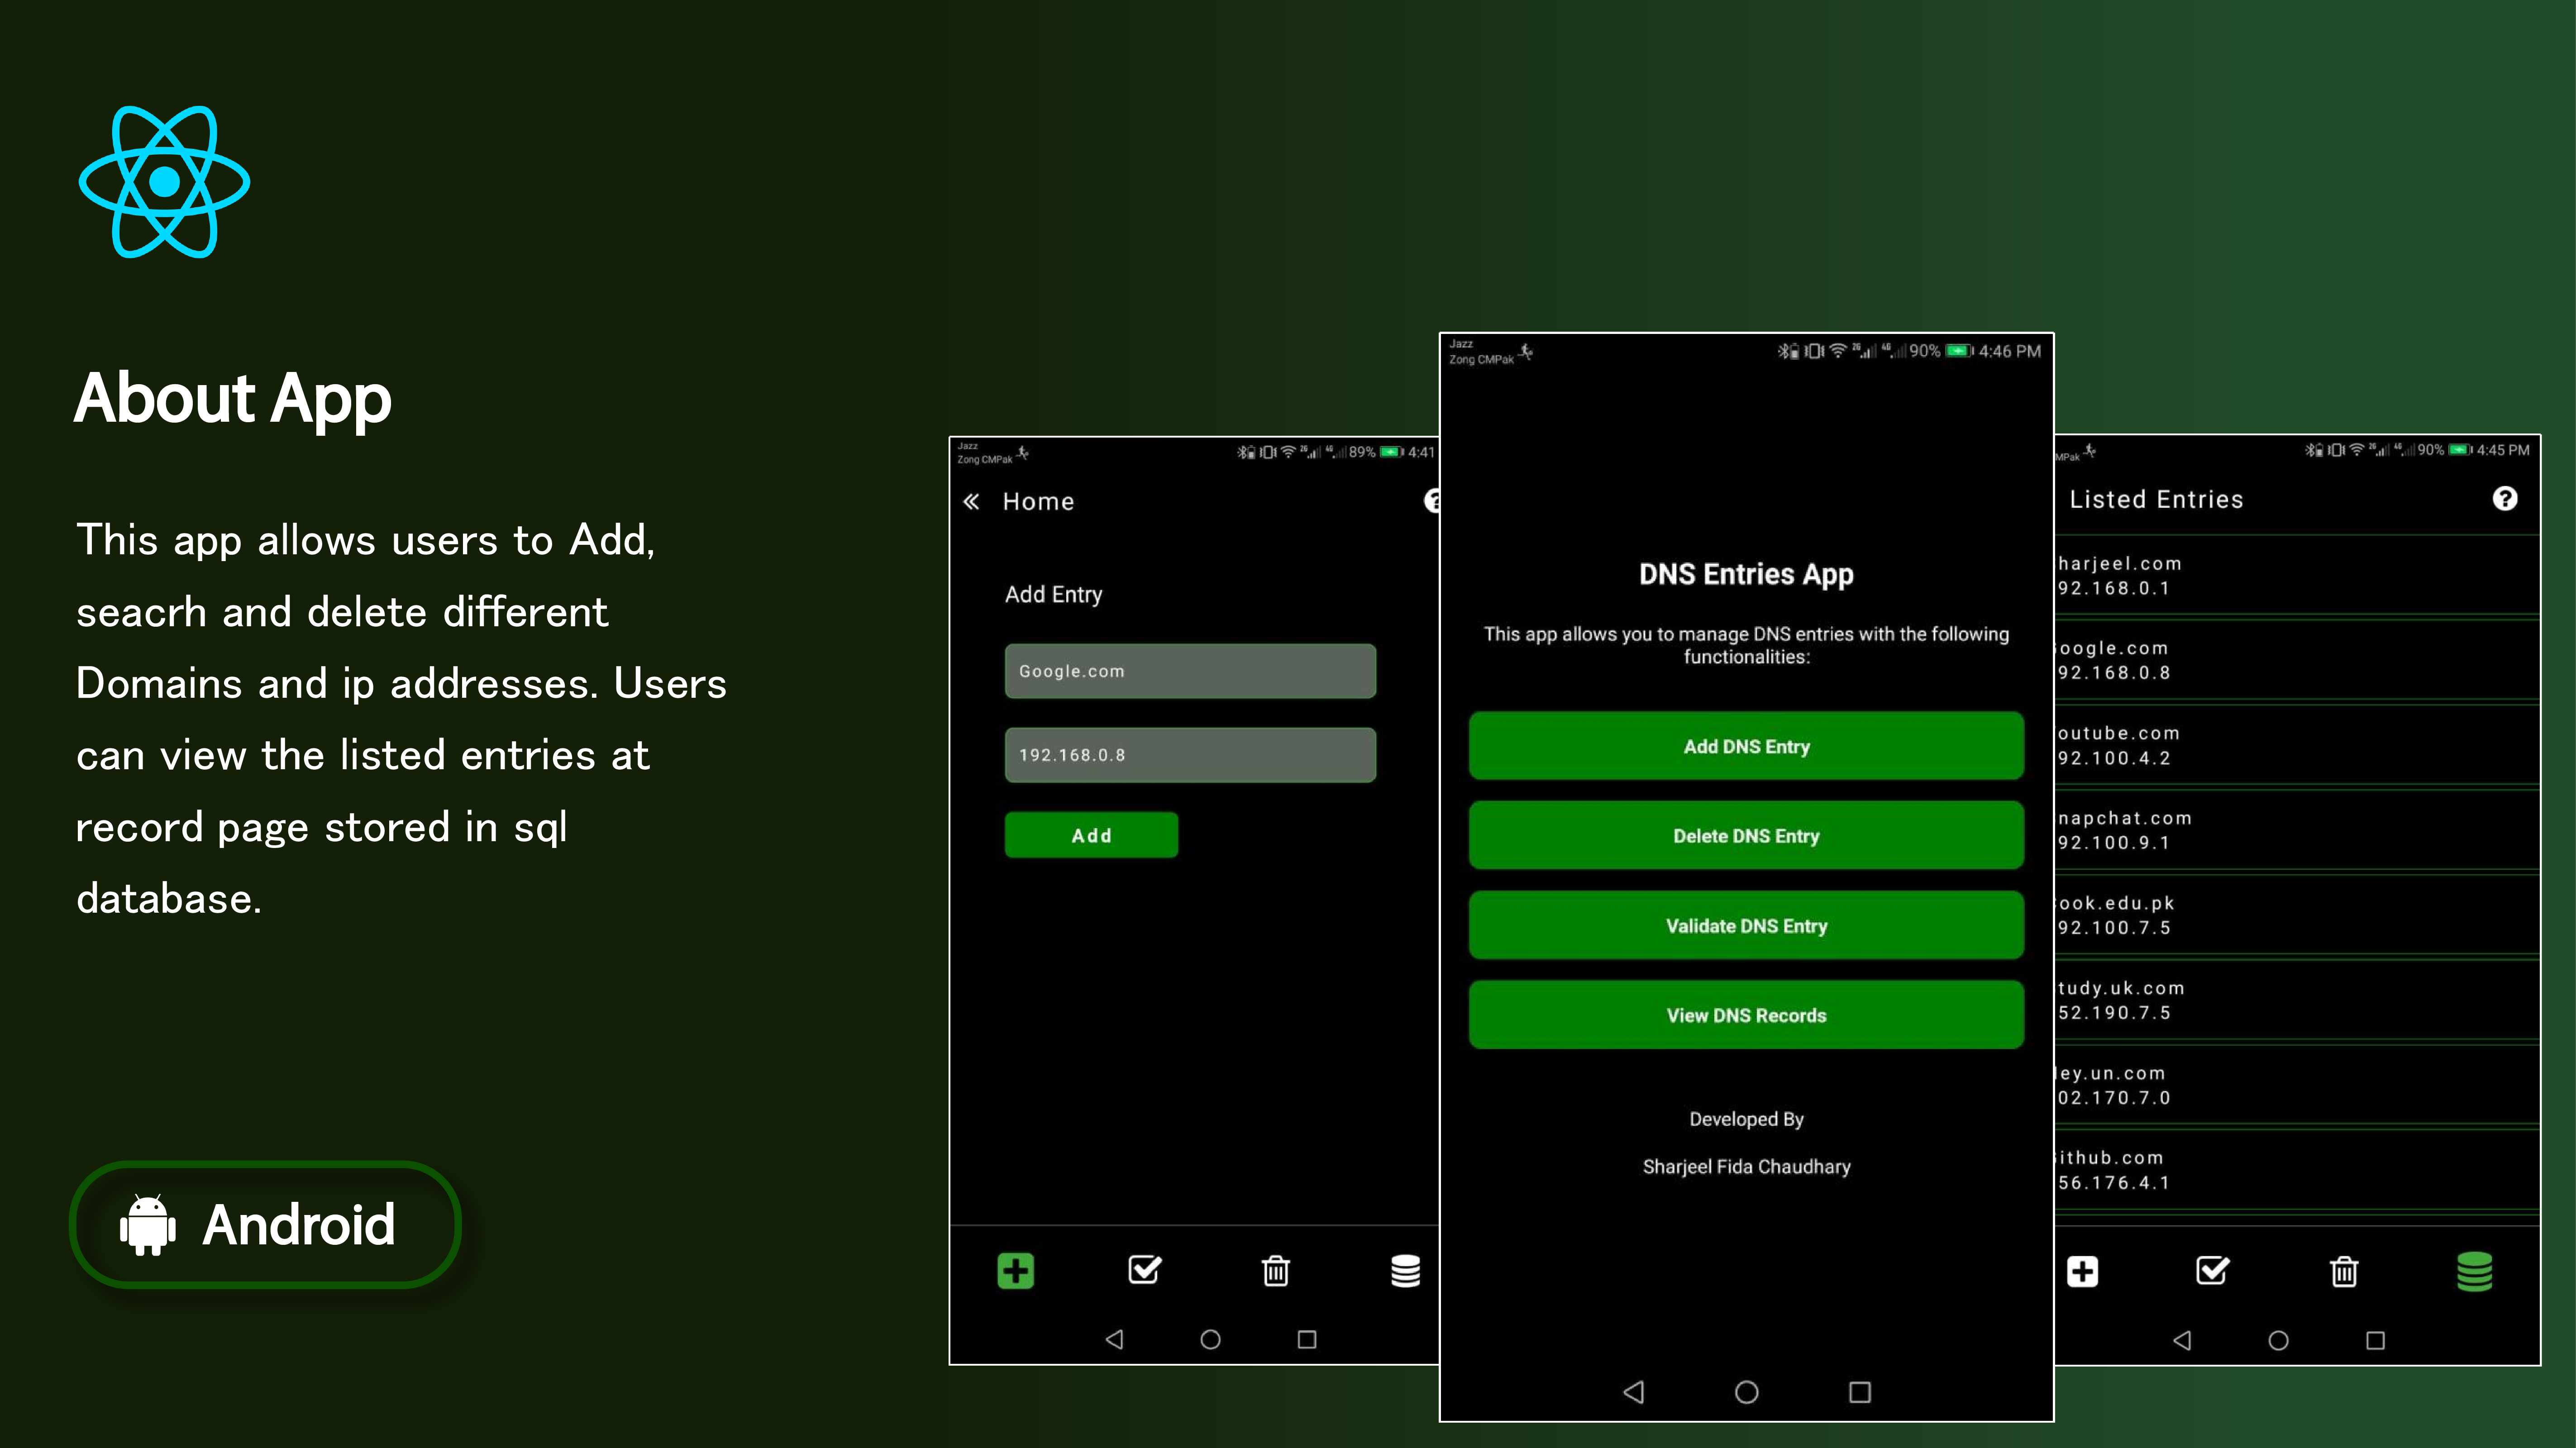 About App
This app allows users to Add,
seacrh and delete different
Domains and ip addresses. Users
can view the listed entries at
record page stored in sql
database.
Android
Jazz
Zong CMPak
89% 4:41
Home
Add Entry
Google.com
192.168.0.8
Add
Jazz
Zong CMPak
2G 4G 90% 4:46 PM
DNS Entries App
This app allows you to manage DNS entries with the following
functionalities:
Add DNS Entry
Delete DNS Entry
Validate DNS Entry
View DNS Records
Developed By
Sharjeel Fida Chaudhary
MPak
90% 4:45 PM
Listed Entries
harjeel.com
92.168.0.1
oogle.com
92.168.0.8
outube.com
92.100.4.2
napchat.com
92.100.9.1
ook.edu.pk
92.100.7.5
tudy.uk.com
52.190.7.5
ey.un.com
02.170.7.0
ithub.com
56.176.4.1